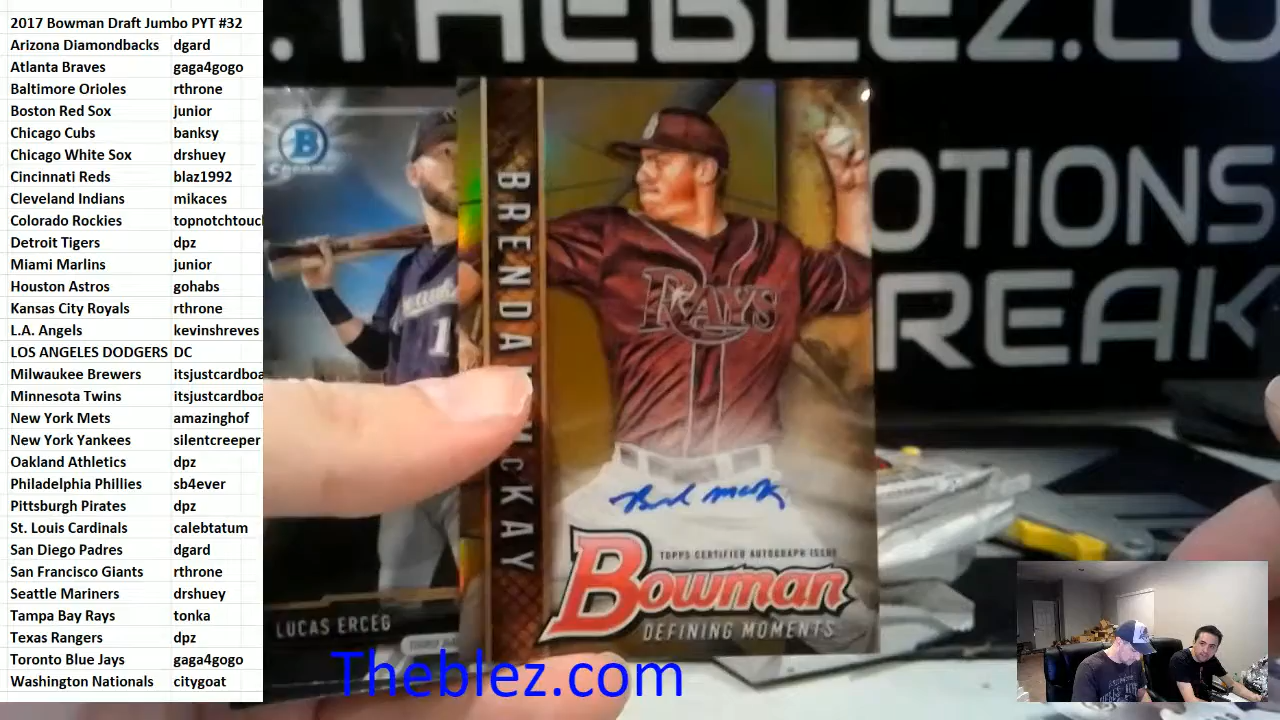 2017 Bowman Draft Jumbo PYT #32
Arizona Diamondbacks dgard
Atlanta Braves gaga4gogo
Baltimore Orioles rthrone
Boston Red Sox junior
Chicago Cubs banksy
Chicago White Sox drshuey
Cincinnati Reds blaz1992
Cleveland Indians mikaces
Colorado Rockies topnotchtoucl
Detroit Tigers dpz
Miami Marlins junior
Houston Astros gohabs
Kansas City Royals rthrone
L.A. Angels kevinshreves
LOS ANGELES DODGERS DC
Milwaukee Brewers itsjustcardboa
Minnesota Twins itsjustcardboa
New York Mets amazinghof
New York Yankees silentcreeper
Oakland Athletics dpz
Philadelphia Phillies sb4ever
Pittsburgh Pirates dpz
St. Louis Cardinals calebtatum
San Diego Padres dgard
San Francisco Giants rthrone
Seattle Mariners drshuey
Tampa Bay Rays tonka
Texas Rangers dpz
Toronto Blue Jays gaga4gogo
Washington Nationals citygoat
.THEBLEZ.CO
OTIONS
REAK
B
CHROME
LUCAS ERCEG
BRENDA McKAY
RAYS
TOPPS CERTIFIED AUTOGRAPH ISSUE
Bowman
DEFINING MOMENTS
Theblez.com